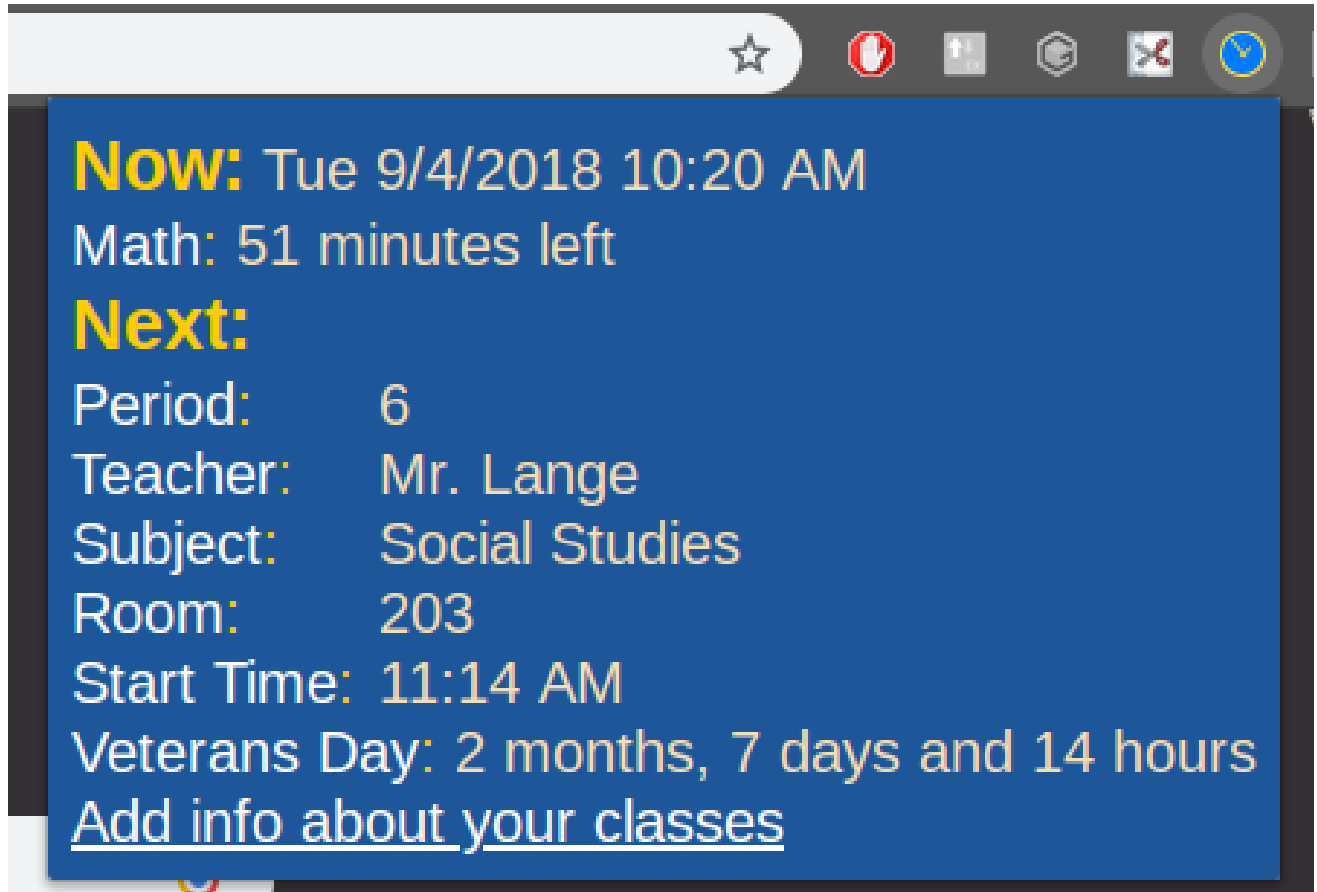 Now: Tue 9/4/2018 10:20 AM
Math: 51 minutes left
Next:
Period: 6
Teacher: Mr. Lange
Subject: Social Studies
Room: 203
Start Time: 11:14 AM
Veterans Day: 2 months, 7 days and 14 hours
Add info about your classes